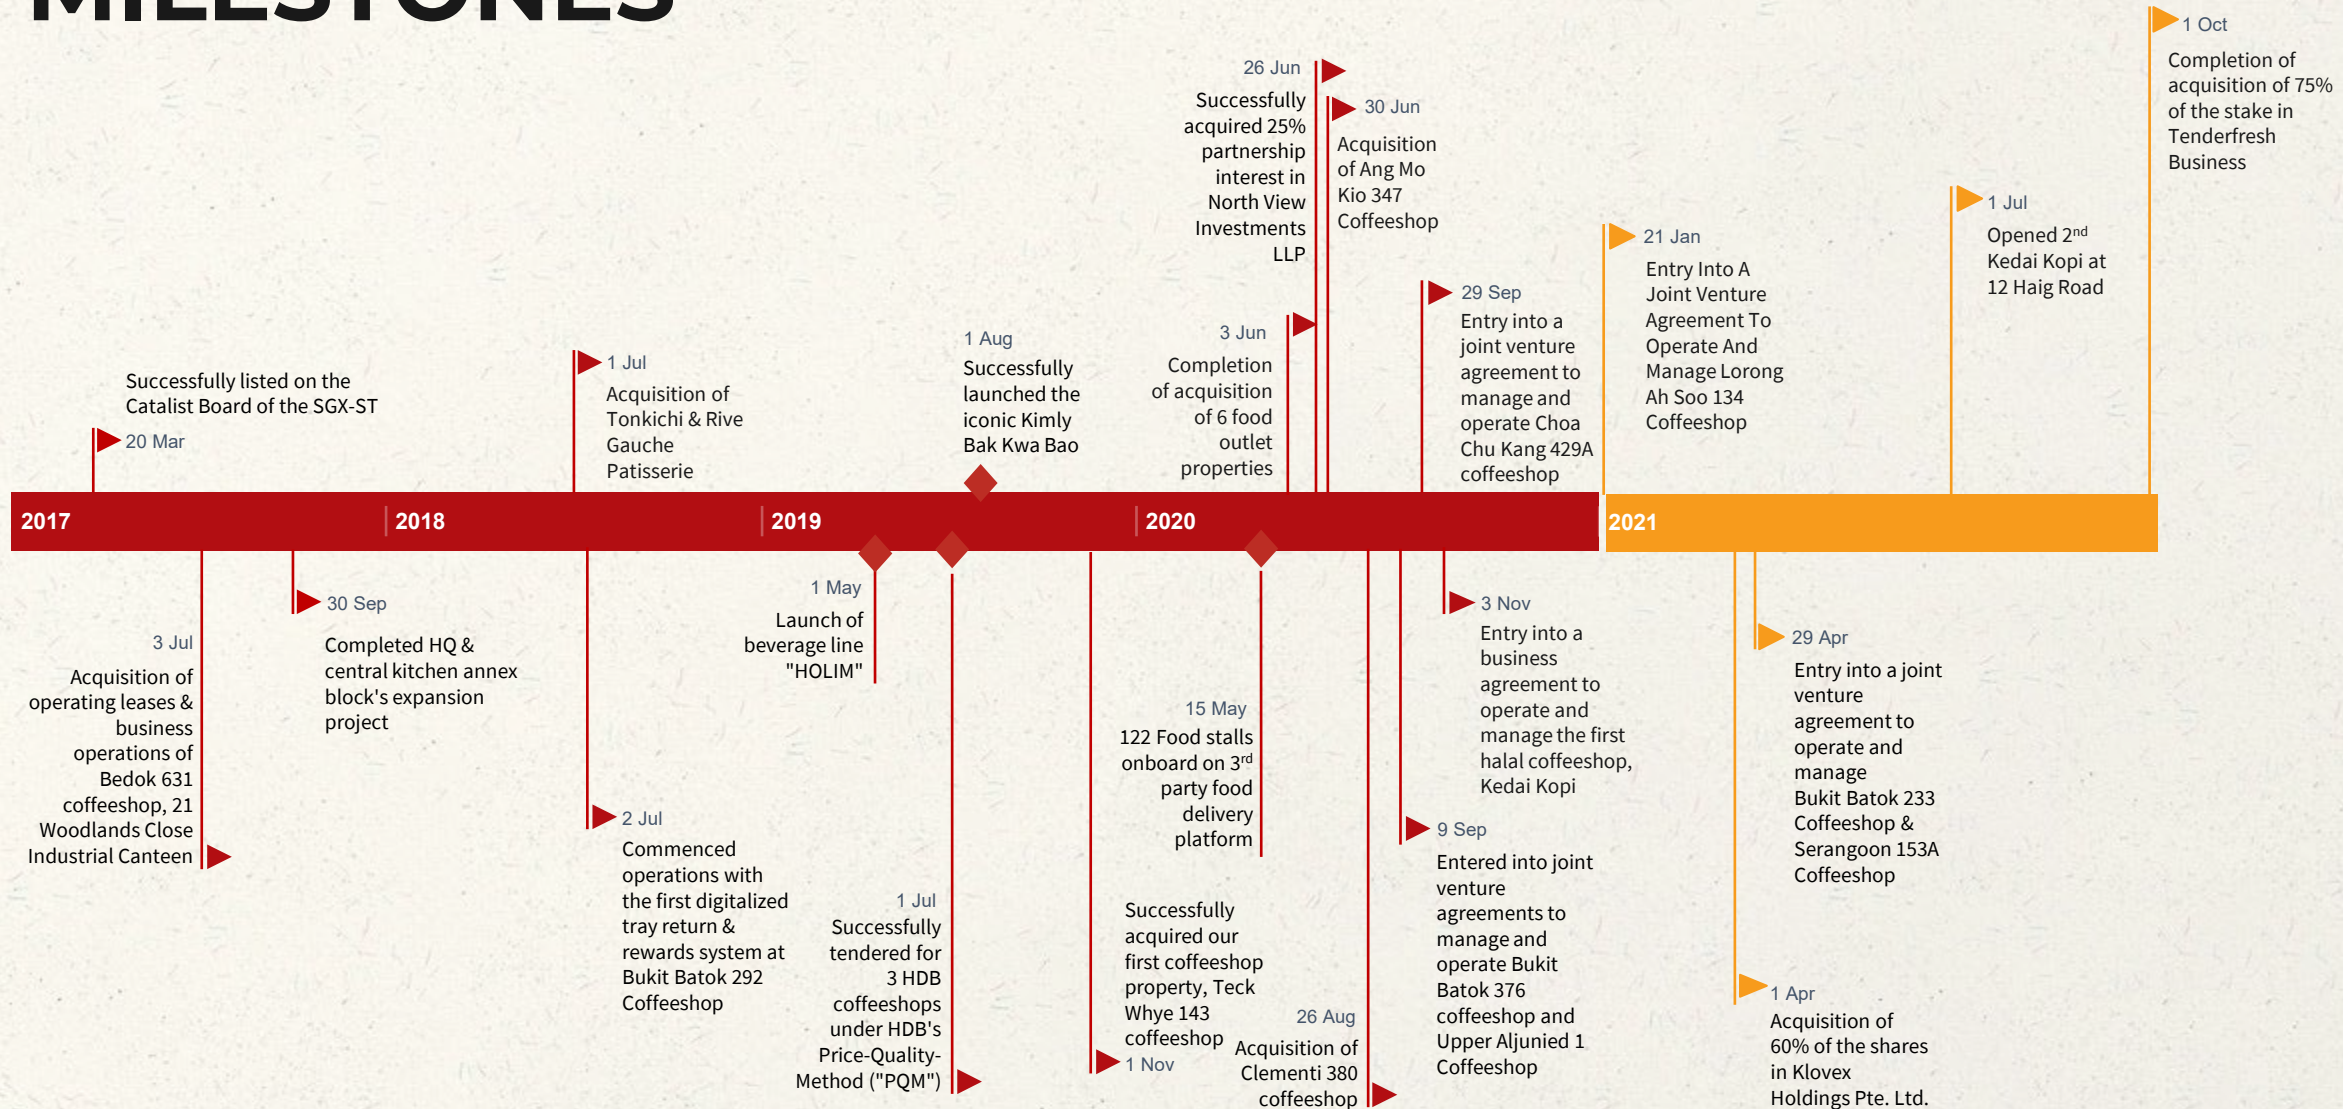 MILESTONES
Successfully listed on the
Catalist Board of the SGX-ST
20 Mar
1 Jul
Acquisition of
Tonkichi & Rive
Gauche
Patisserie
1 Aug
Successfully
launched the
iconic Kimly
Bak Kwa Bao
3 Jun
Completion
of acquisition
of 6 food
outlet
properties
26 Jun
Successfully
acquired 25%
partnership
interest in
North View
Investments
LLP
30 Jun
Acquisition
of Ang Mo
Kio 347
Coffeeshop
29 Sep
Entry into a
joint venture
agreement to
manage and
operate Choa
Chu Kang 429A
coffeeshop
21 Jan
Entry Into A
Joint Venture
Agreement To
Operate And
Manage Lorong
Ah Soo 134
Coffeeshop
1 Jul
Opened 2nd
Kedai Kopi at
12 Haig Road
1 Oct
Completion of
acquisition of 75%
of the stake in
Tenderfresh
Business
2017
2018
2019
2020
2021
3 Jul
Acquisition of
operating leases &
business
operations of
Bedok 631
coffeeshop, 21
Woodlands Close
Industrial Canteen
30 Sep
Completed HQ &
central kitchen annex
block's expansion
project
2 Jul
Commenced
operations with
the first digitalized
tray return &
rewards system at
Bukit Batok 292
Coffeeshop
1 May
Launch of
beverage line
"HOLIM"
1 Jul
Successfully
tendered for
3 HDB
coffeeshops
under HDB's
Price-Quality-
Method ("PQM")
Successfully
acquired our
first coffeeshop
property, Teck
Whye 143
coffeeshop
1 Nov
15 May
122 Food stalls
onboard on 3rd
party food
delivery
platform
26 Aug
Acquisition of
Clementi 380
coffeeshop
9 Sep
Entered into joint
venture
agreements to
manage and
operate Bukit
Batok 376
coffeeshop and
Upper Aljunied 1
Coffeeshop
3 Nov
Entry into a
business
agreement to
operate and
manage the first
halal coffeeshop,
Kedai Kopi
1 Apr
Acquisition of
60% of the shares
in Klovex
Holdings Pte. Ltd.
29 Apr
Entry into a joint
venture
agreement to
operate and
manage
Bukit Batok 233
Coffeeshop &
Serangoon 153A
Coffeeshop